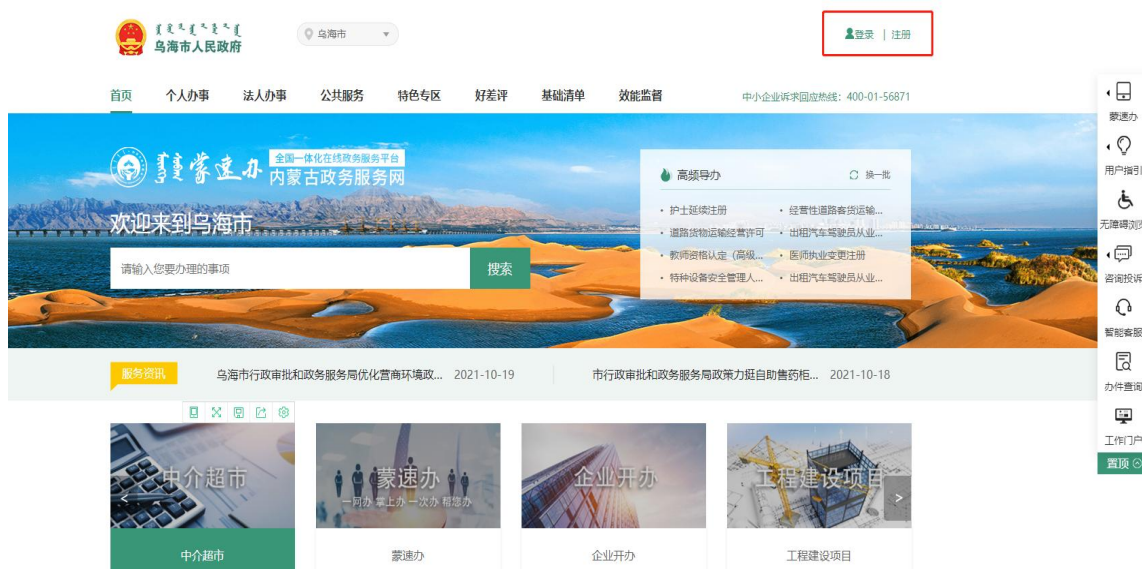 乌海市人民政府
乌海市
登录 | 注册
首页 个人办事 法人办事 公共服务 特色专区 好差评 基础清单 效能监督 中小企业诉求回应热线：400-01-56871
蒙速办 全国一体化在线政务服务平台
内蒙古政务服务网
欢迎来到乌海市
请输入您要办理的事项 搜索
高频导办 换一批
• 护士延续注册 • 经营性道路客货运输...
• 道路货物运输经营许可 • 出租汽车驾驶员从业...
• 教师资格认定（高级... • 医师执业变更注册
• 特种设备安全管理人... • 出租汽车驾驶员从业...
蒙速办
用户指引
无障碍浏览
咨询投诉
智能客服
办件查询
工作门户
置顶
服务资讯 乌海市行政审批和政务服务局优化营商环境政... 2021-10-19 市行政审批和政务服务局政策力挺自助售药柜... 2021-10-18
中介超市 蒙速办 企业开办 工程建设项目
一网办 掌上办 一次办 帮您办
中介超市 蒙速办 企业开办 工程建设项目